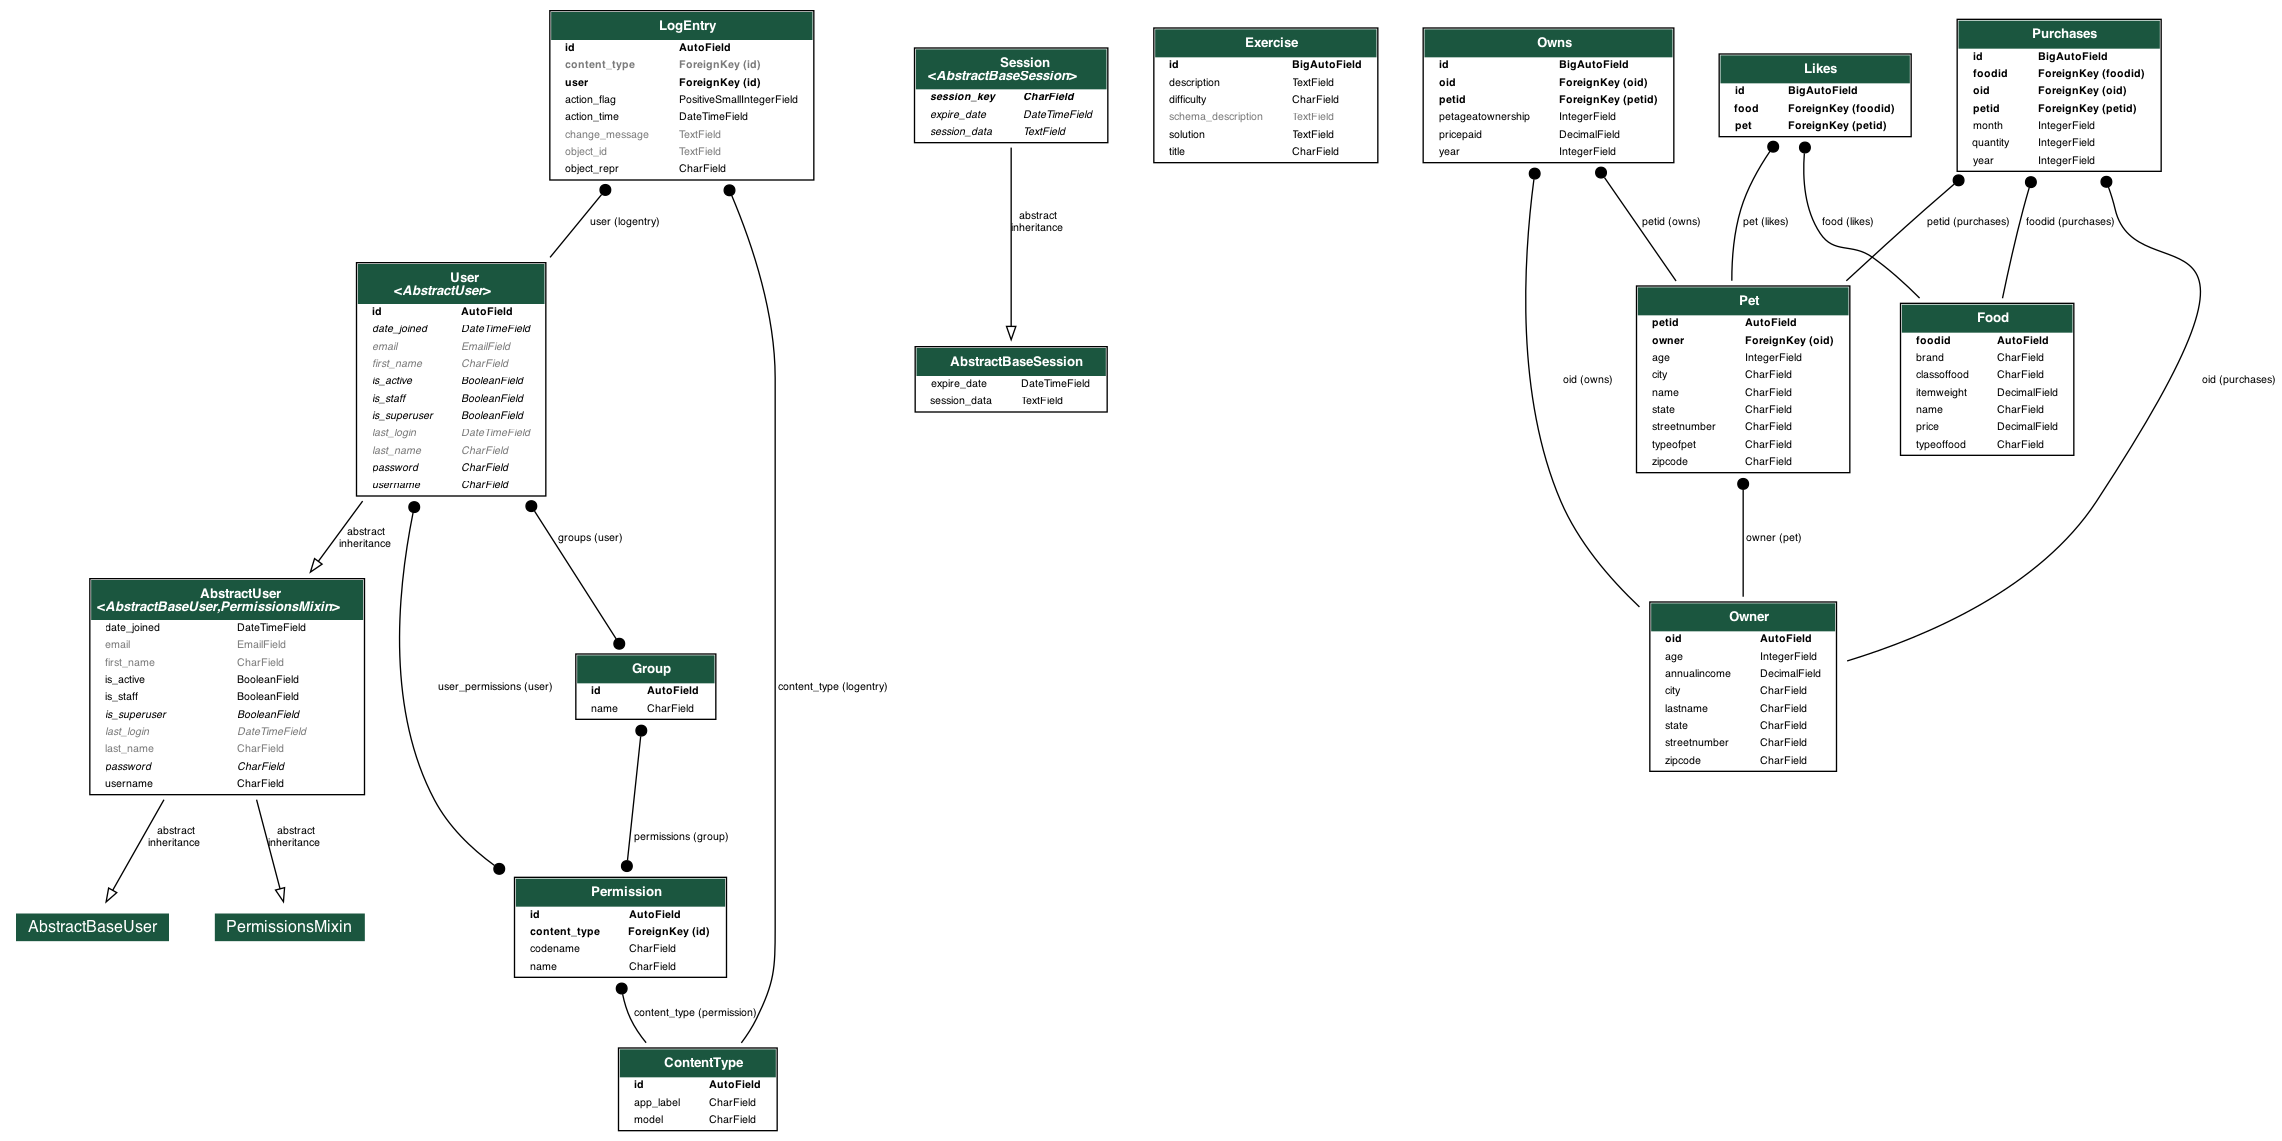 LogEntry
id AutoField
content_type ForeignKey (id)
user ForeignKey (id)
action_flag PositiveSmallIntegerField
action_time DateTimeField
change_message TextField
object_id TextField
object_repr CharField
user (logentry)
User
<AbstractUser>
id AutoField
date_joined DateTimeField
email EmailField
first_name CharField
is_active BooleanField
is_staff BooleanField
is_superuser BooleanField
last_login DateTimeField
last_name CharField
password CharField
username CharField
abstract
inheritance
groups (user)
AbstractUser
<AbstractBaseUser,PermissionsMixin>
date_joined DateTimeField
email EmailField
first_name CharField
is_active BooleanField
is_staff BooleanField
is_superuser BooleanField
last_login DateTimeField
last_name CharField
password CharField
username CharField
abstract
inheritance
abstract
inheritance
AbstractBaseUser
PermissionsMixin
user_permissions (user)
Group
id AutoField
name CharField
content_type (logentry)
permissions (group)
Permission
id AutoField
content_type ForeignKey (id)
codename CharField
name CharField
content_type (permission)
ContentType
id AutoField
app_label CharField
model CharField
Session
<AbstractBaseSession>
session_key CharField
expire_date DateTimeField
session_data TextField
abstract
inheritance
AbstractBaseSession
expire_date DateTimeField
session_data TextField
Exercise
id BigAutoField
description TextField
difficulty CharField
schema_description TextField
solution TextField
title CharField
Owns
id BigAutoField
oid ForeignKey (oid)
petid ForeignKey (petid)
petageatownership IntegerField
pricepaid DecimalField
year IntegerField
Likes
id BigAutoField
food ForeignKey (foodid)
pet ForeignKey (petid)
Purchases
id BigAutoField
foodid ForeignKey (foodid)
oid ForeignKey (oid)
petid ForeignKey (petid)
month IntegerField
quantity IntegerField
year IntegerField
petid (owns)
pet (likes)
food (likes)
petid (purchases)
foodid (purchases)
oid (owns)
Pet
petid AutoField
owner ForeignKey (oid)
age IntegerField
city CharField
name CharField
state CharField
streetnumber CharField
typeofpet CharField
zipcode CharField
Food
foodid AutoField
brand CharField
classoffood CharField
itemweight DecimalField
name CharField
price DecimalField
typeoffood CharField
oid (purchases)
owner (pet)
Owner
oid AutoField
age IntegerField
annualincome DecimalField
city CharField
lastname CharField
state CharField
streetnumber CharField
zipcode CharField